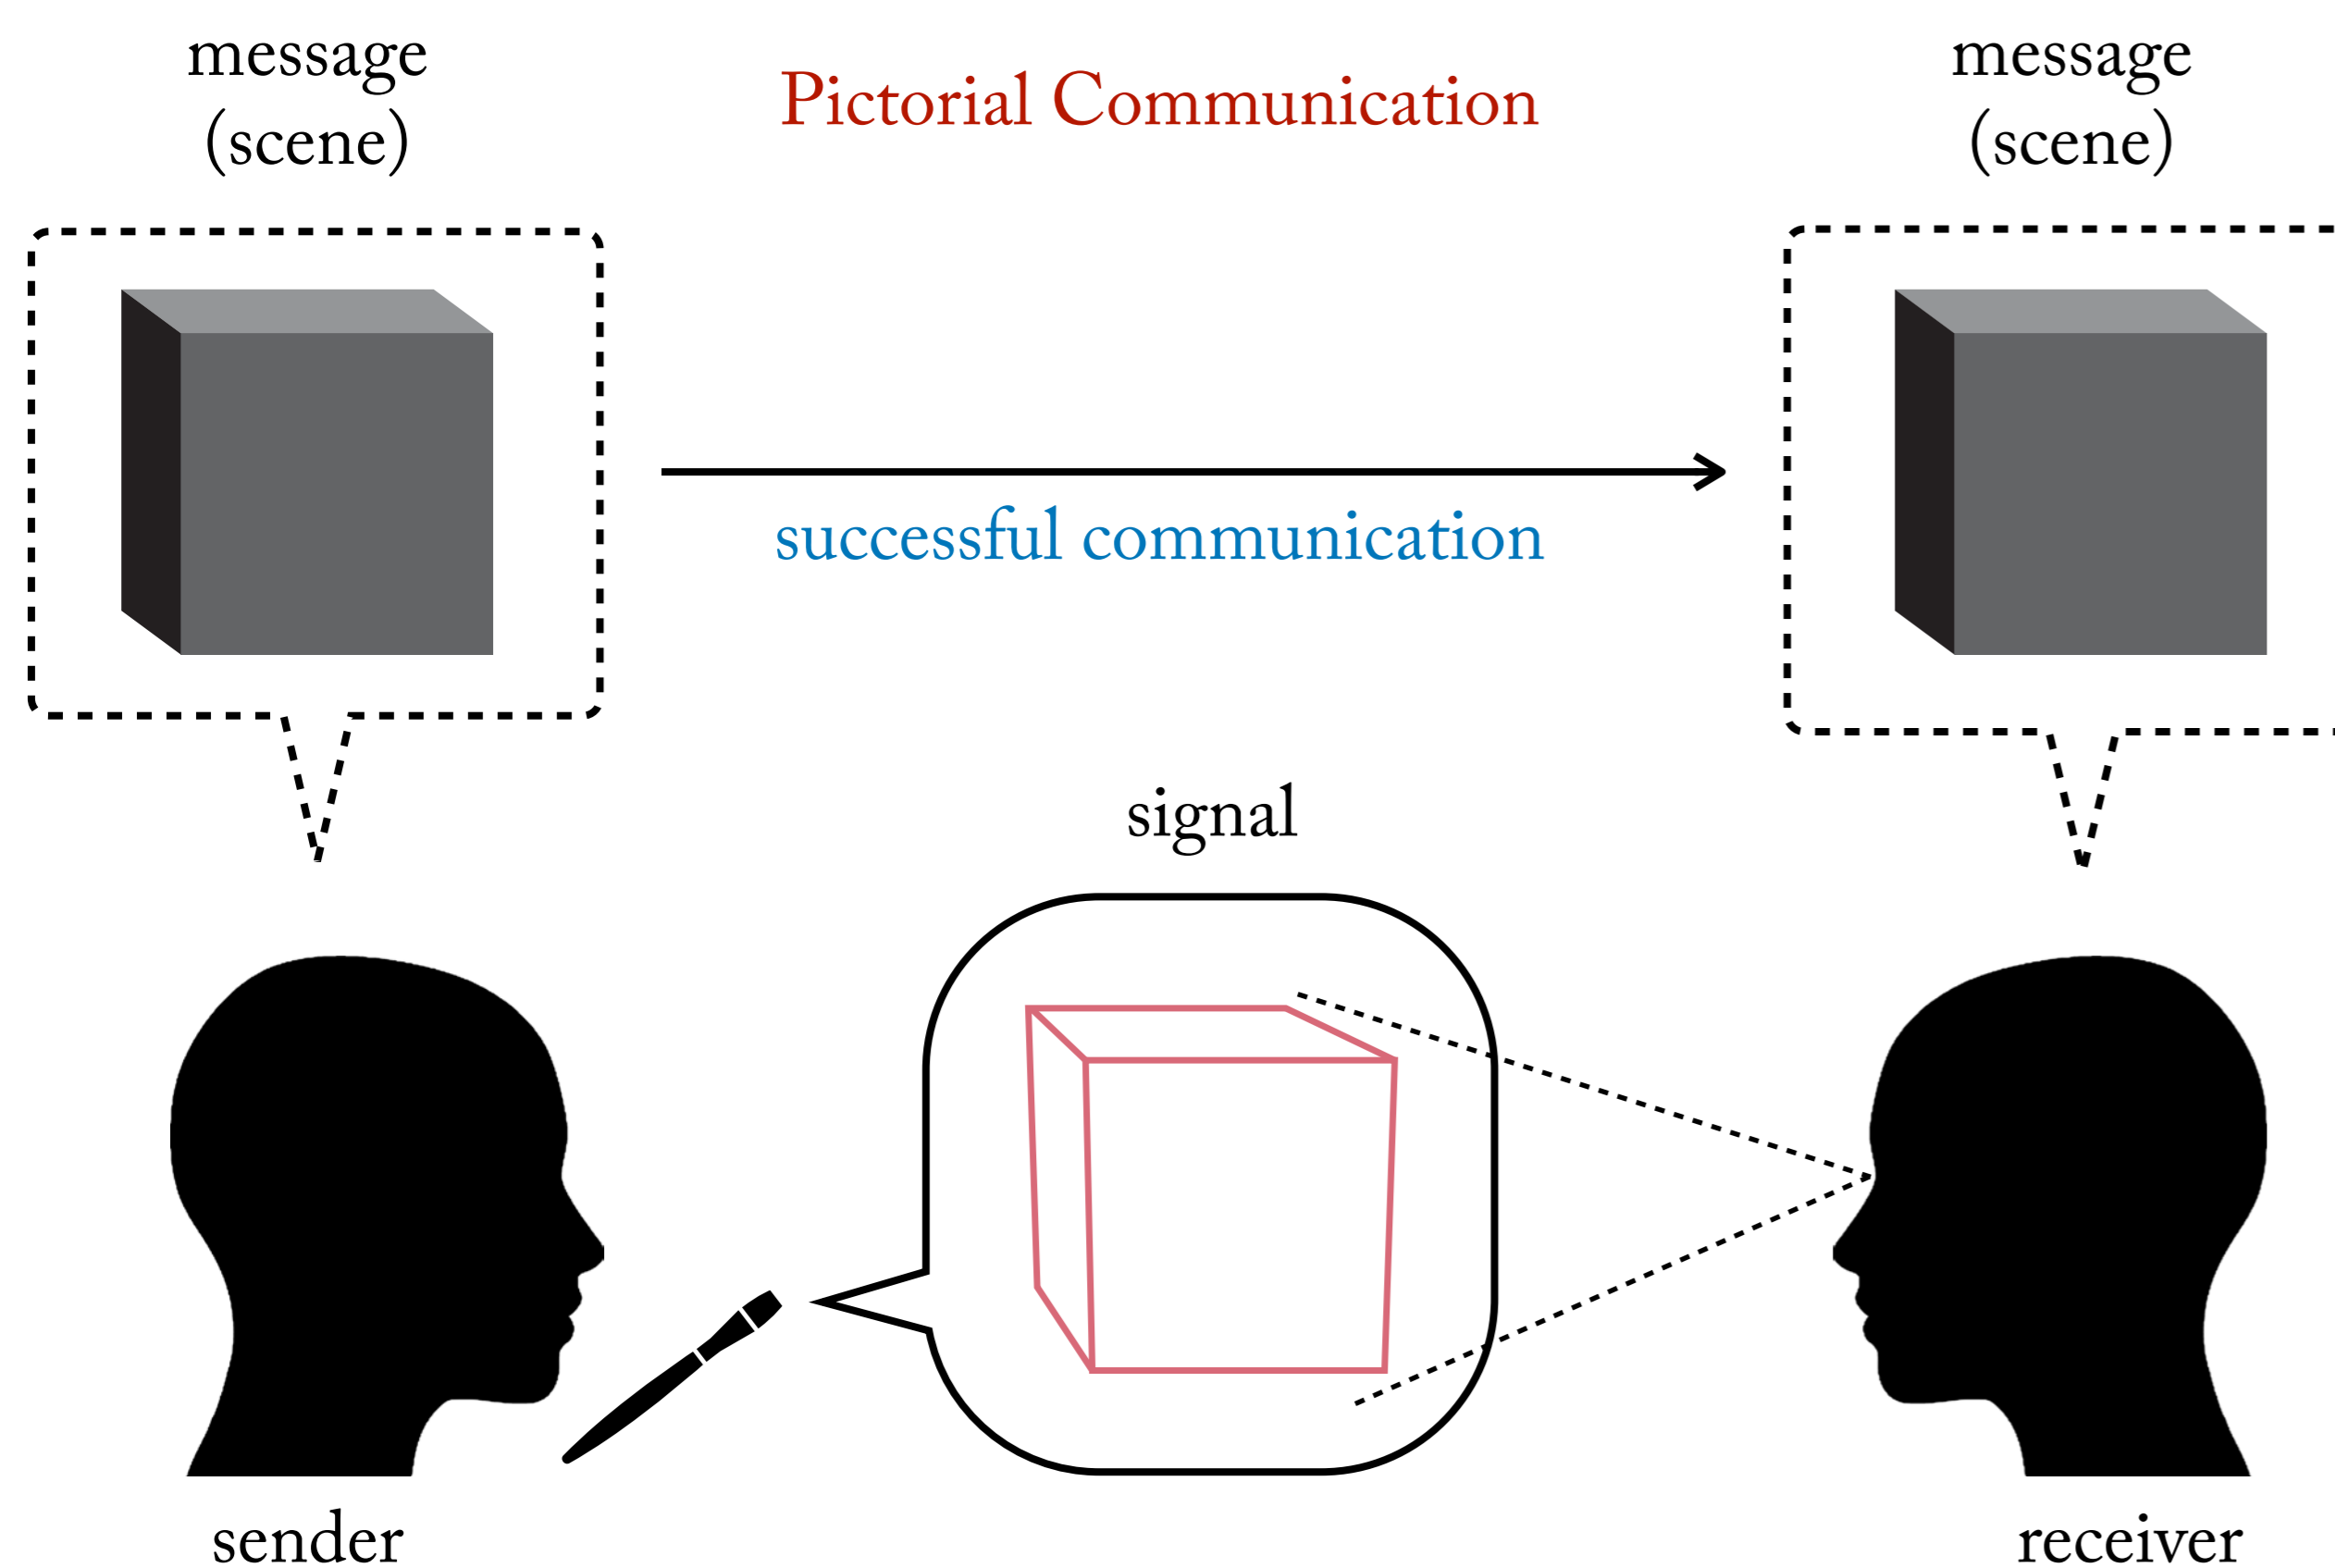 message
(scene)
Pictorial Communication
message
(scene)
successful communication
signal
sender
receiver